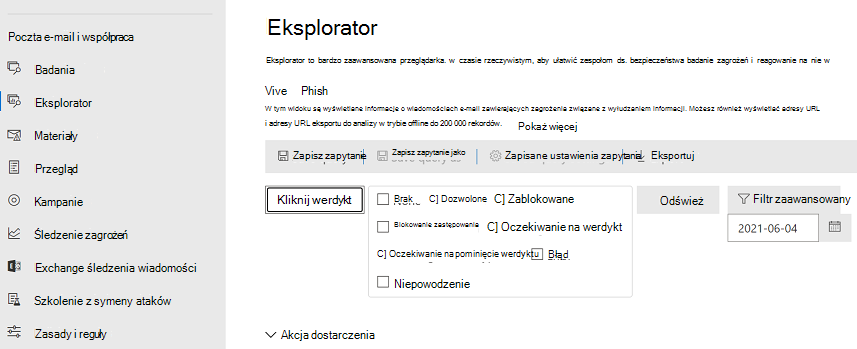 Poczta e-mail i współpraca
Badania
Eksplorator
Materiały
Przegląd
Kampanie
Śledzenie zagrożeń
Exchange śledzenia wiadomości
Szkolenie z symeny ataków
Zasady i reguły
Eksplorator
Eksplorator to bardzo zaawansowana przeglądarka. w czasie rzeczywistym, aby ułatwić zespołom ds. bezpieczeństwa badanie zagrożeń i reagowanie na nie w
Vive Phish
W tym widoku są wyświetlane informacje o wiadomościach e-mail zawierających zagrożenia związane z wyłudzaniem informacji. Możesz również wyświetlać adresy URL
i adresy URL eksportu do analizy w trybie offline do 200 000 rekordów. Pokaż więcej
Zapisz zapytanie Zapisz zapytanie jako Zapisane ustawienia zapytania Eksportuj
Kliknij werdykt Brak C] Dozwolone C] Zablokowane Odśwież Filtr zaawansowany
Blokowanie zastępowania C] Oczekiwanie na werdykt 2021-06-04
C] Oczekiwanie na pominięcie werdyktu Błąd
Niepowodzenie
Akcja dostarczenia